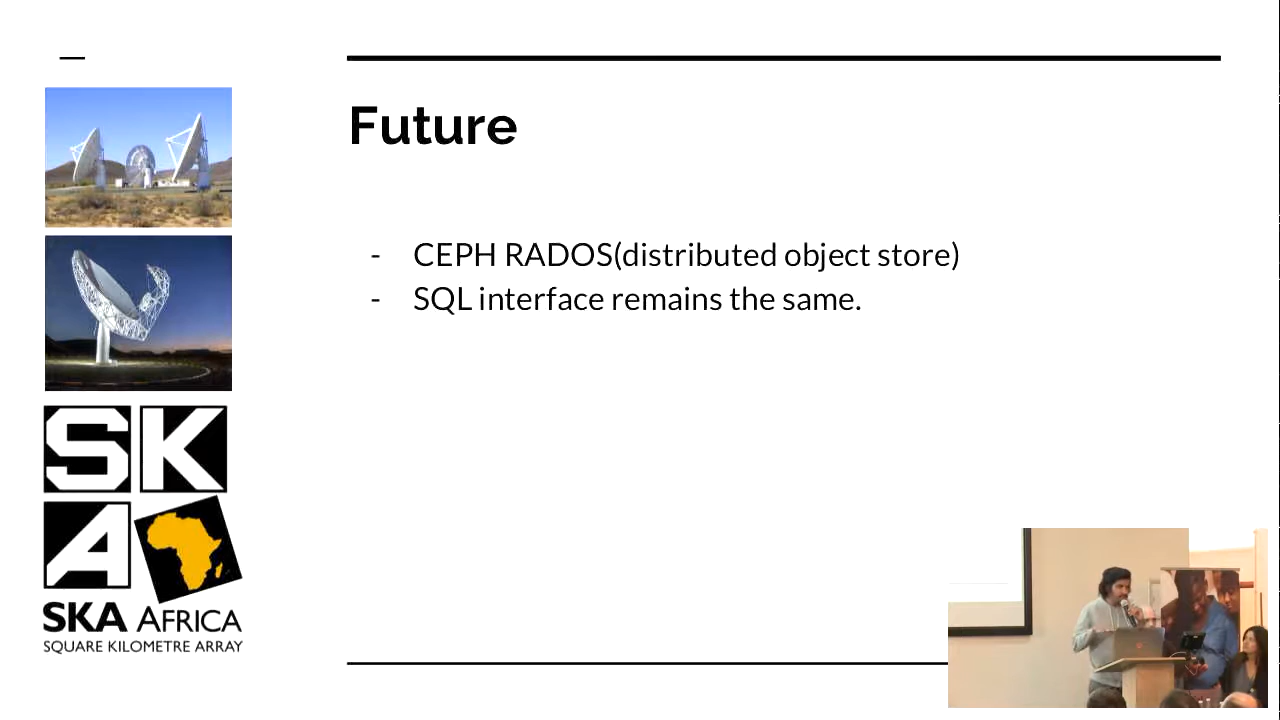 Future
- CEPH RADOS(distributed object store)
- SQL interface remains the same.
SK
A
SKA AFRICA
SQUARE KILOMETRE ARRAY